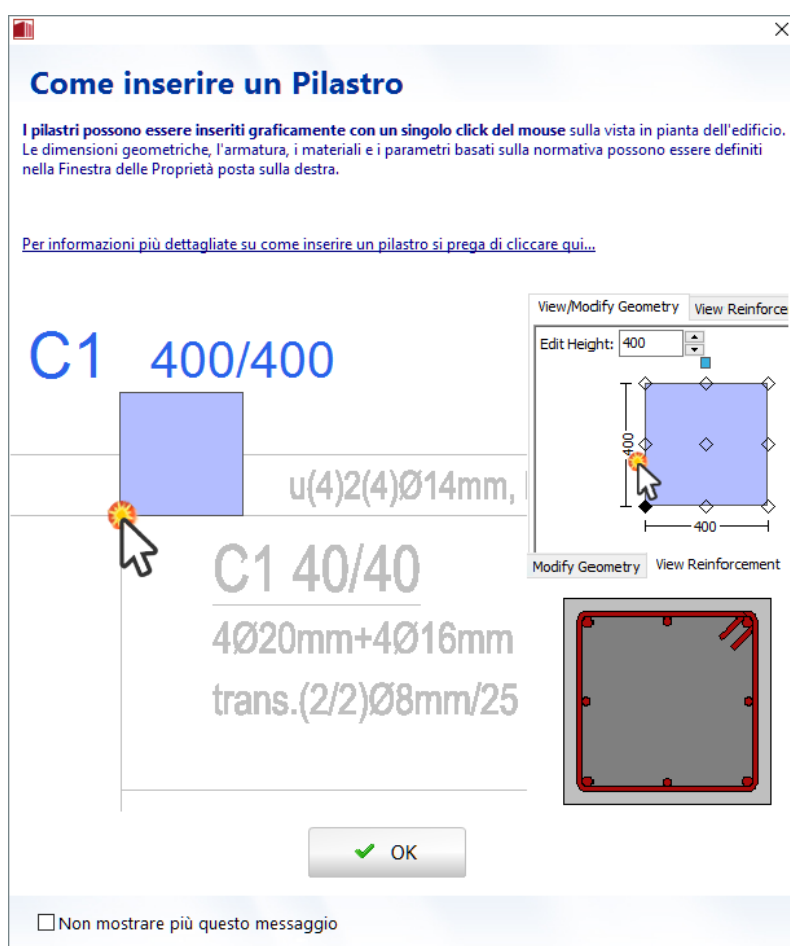 Come inserire un Pilastro
I pilastri possono essere inseriti graficamente con un singolo click del mouse sulla vista in pianta dell'edificio.
Le dimensioni geometriche, l'armatura, i materiali e i parametri basati sulla normativa possono essere definiti
nella Finestra delle Proprietà posta sulla destra.
Per informazioni più dettagliate su come inserire un pilastro si prega di cliccare qui...
C1 400/400
u(4)2(4)Ø14mm,
C1 40/40
4Ø20mm+4Ø16mm
trans.(2/2)Ø8mm/25
View/Modify Geometry View Reinforce
Edit Height: 400
400
400
Modify Geometry View Reinforcement
OK
Non mostrare più questo messaggio